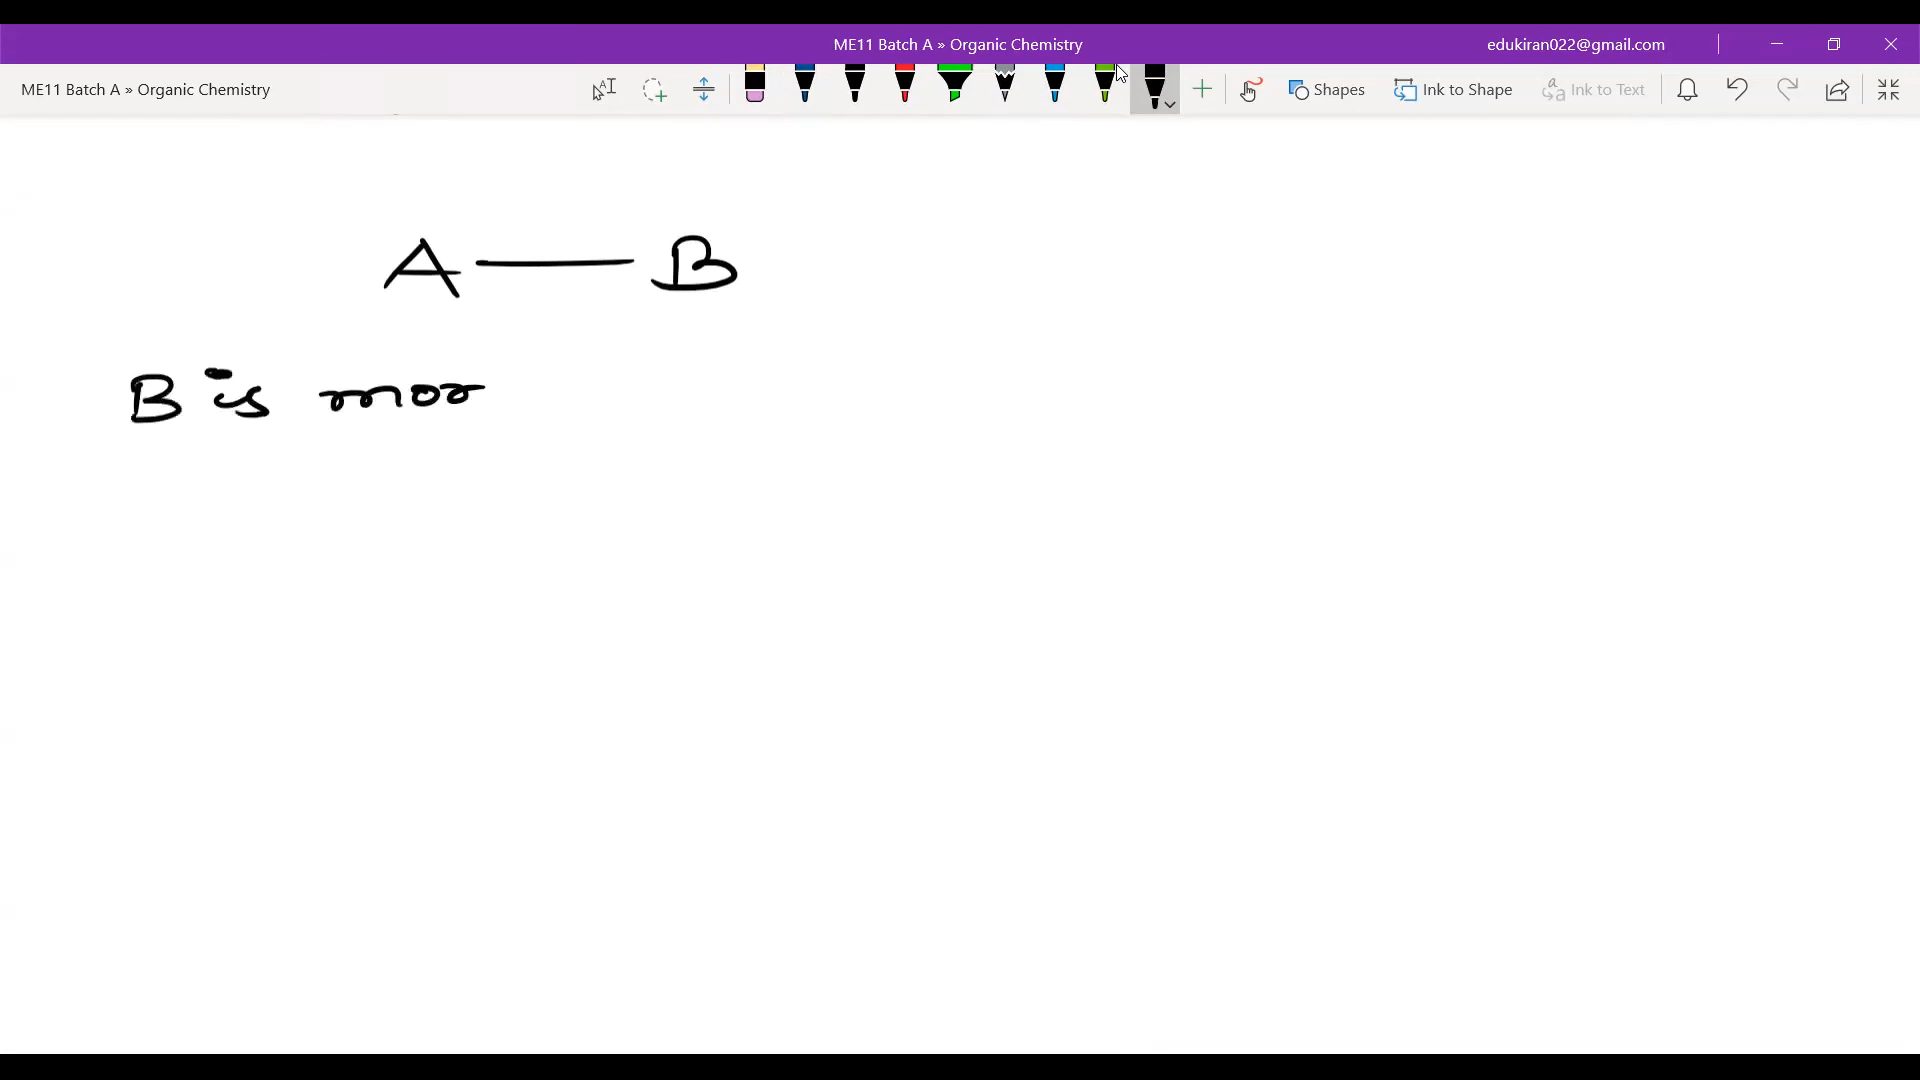 ME11 Batch A » Organic Chemistry
edukiran022@gmail.com
ME11 Batch A » Organic Chemistry
Shapes
Ink to Shape
Ink to Text
A — B
B is mor